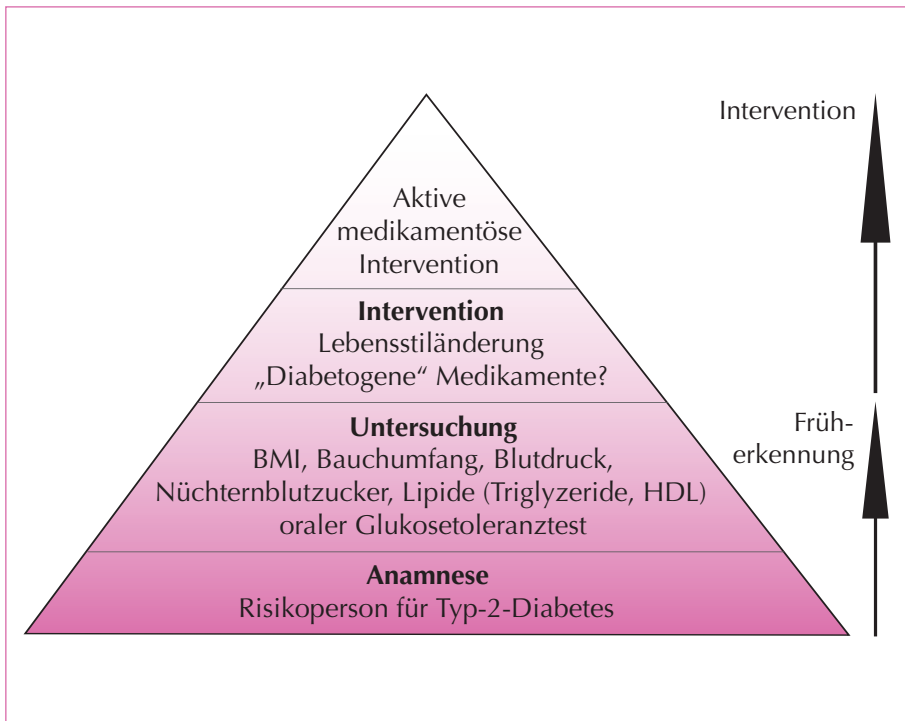 Intervention
Aktive
medikamentöse
Intervention
Intervention
Lebensstiländerung
„Diabetogene“ Medikamente?
Früh-
erkennung
Untersuchung
BMI, Bauchumfang, Blutdruck,
Nüchternblutzucker, Lipide (Triglyzeride, HDL)
oraler Glukosetoleranztest
Anamnese
Risikoperson für Typ-2-Diabetes